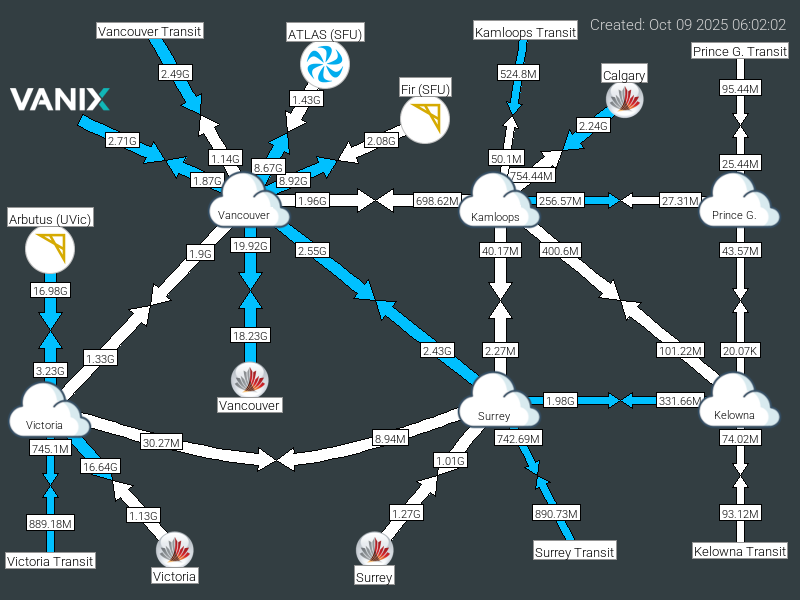 Created: Oct 09 2025 06:02:02
Vancouver Transit
ATLAS (SFU)
Kamloops Transit
Prince G. Transit
2.49G
524.8M
Calgary
95.44M
VANIX
1.43G
Fir (SFU)
2.24G
2.71G
2.08G
1.14G
50.1M
25.44M
8.67G
754.44M
1.87G
8.92G
1.96G
698.62M
256.57M
27.31M
Vancouver
Kamloops
Prince G.
Arbutus (UVic)
1.9G
19.92G
2.55G
40.17M
400.6M
43.57M
16.98G
18.23G
1.33G
2.43G
2.27M
101.22M
20.07K
3.23G
Vancouver
1.98G
331.66M
Victoria
Surrey
Kelowna
745.1M
30.27M
8.94M
742.69M
74.02M
16.64G
1.01G
889.18M
1.13G
1.27G
890.73M
93.12M
Victoria Transit
Victoria
Surrey
Surrey Transit
Kelowna Transit